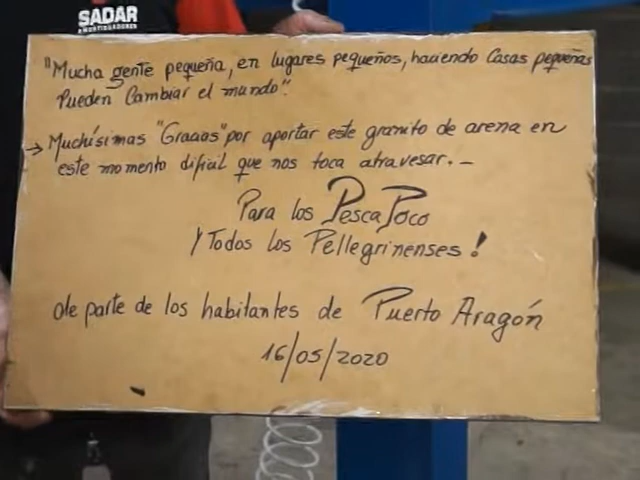 SADAR
AMORTIGUADORES
"Mucha gente pequeña, en lugares pequeños, haciendo Casas pequeñas
Pueden Cambiar el mundo".
→ Muchísimas "Gracias" por aportar este granito de arena en
este momento dificil que nos toca atravesar. -
Para los Pesca Poco
y Todos los Pellegrinenses!
de parte de los habitantes de Puerto Aragón
16/05/2020